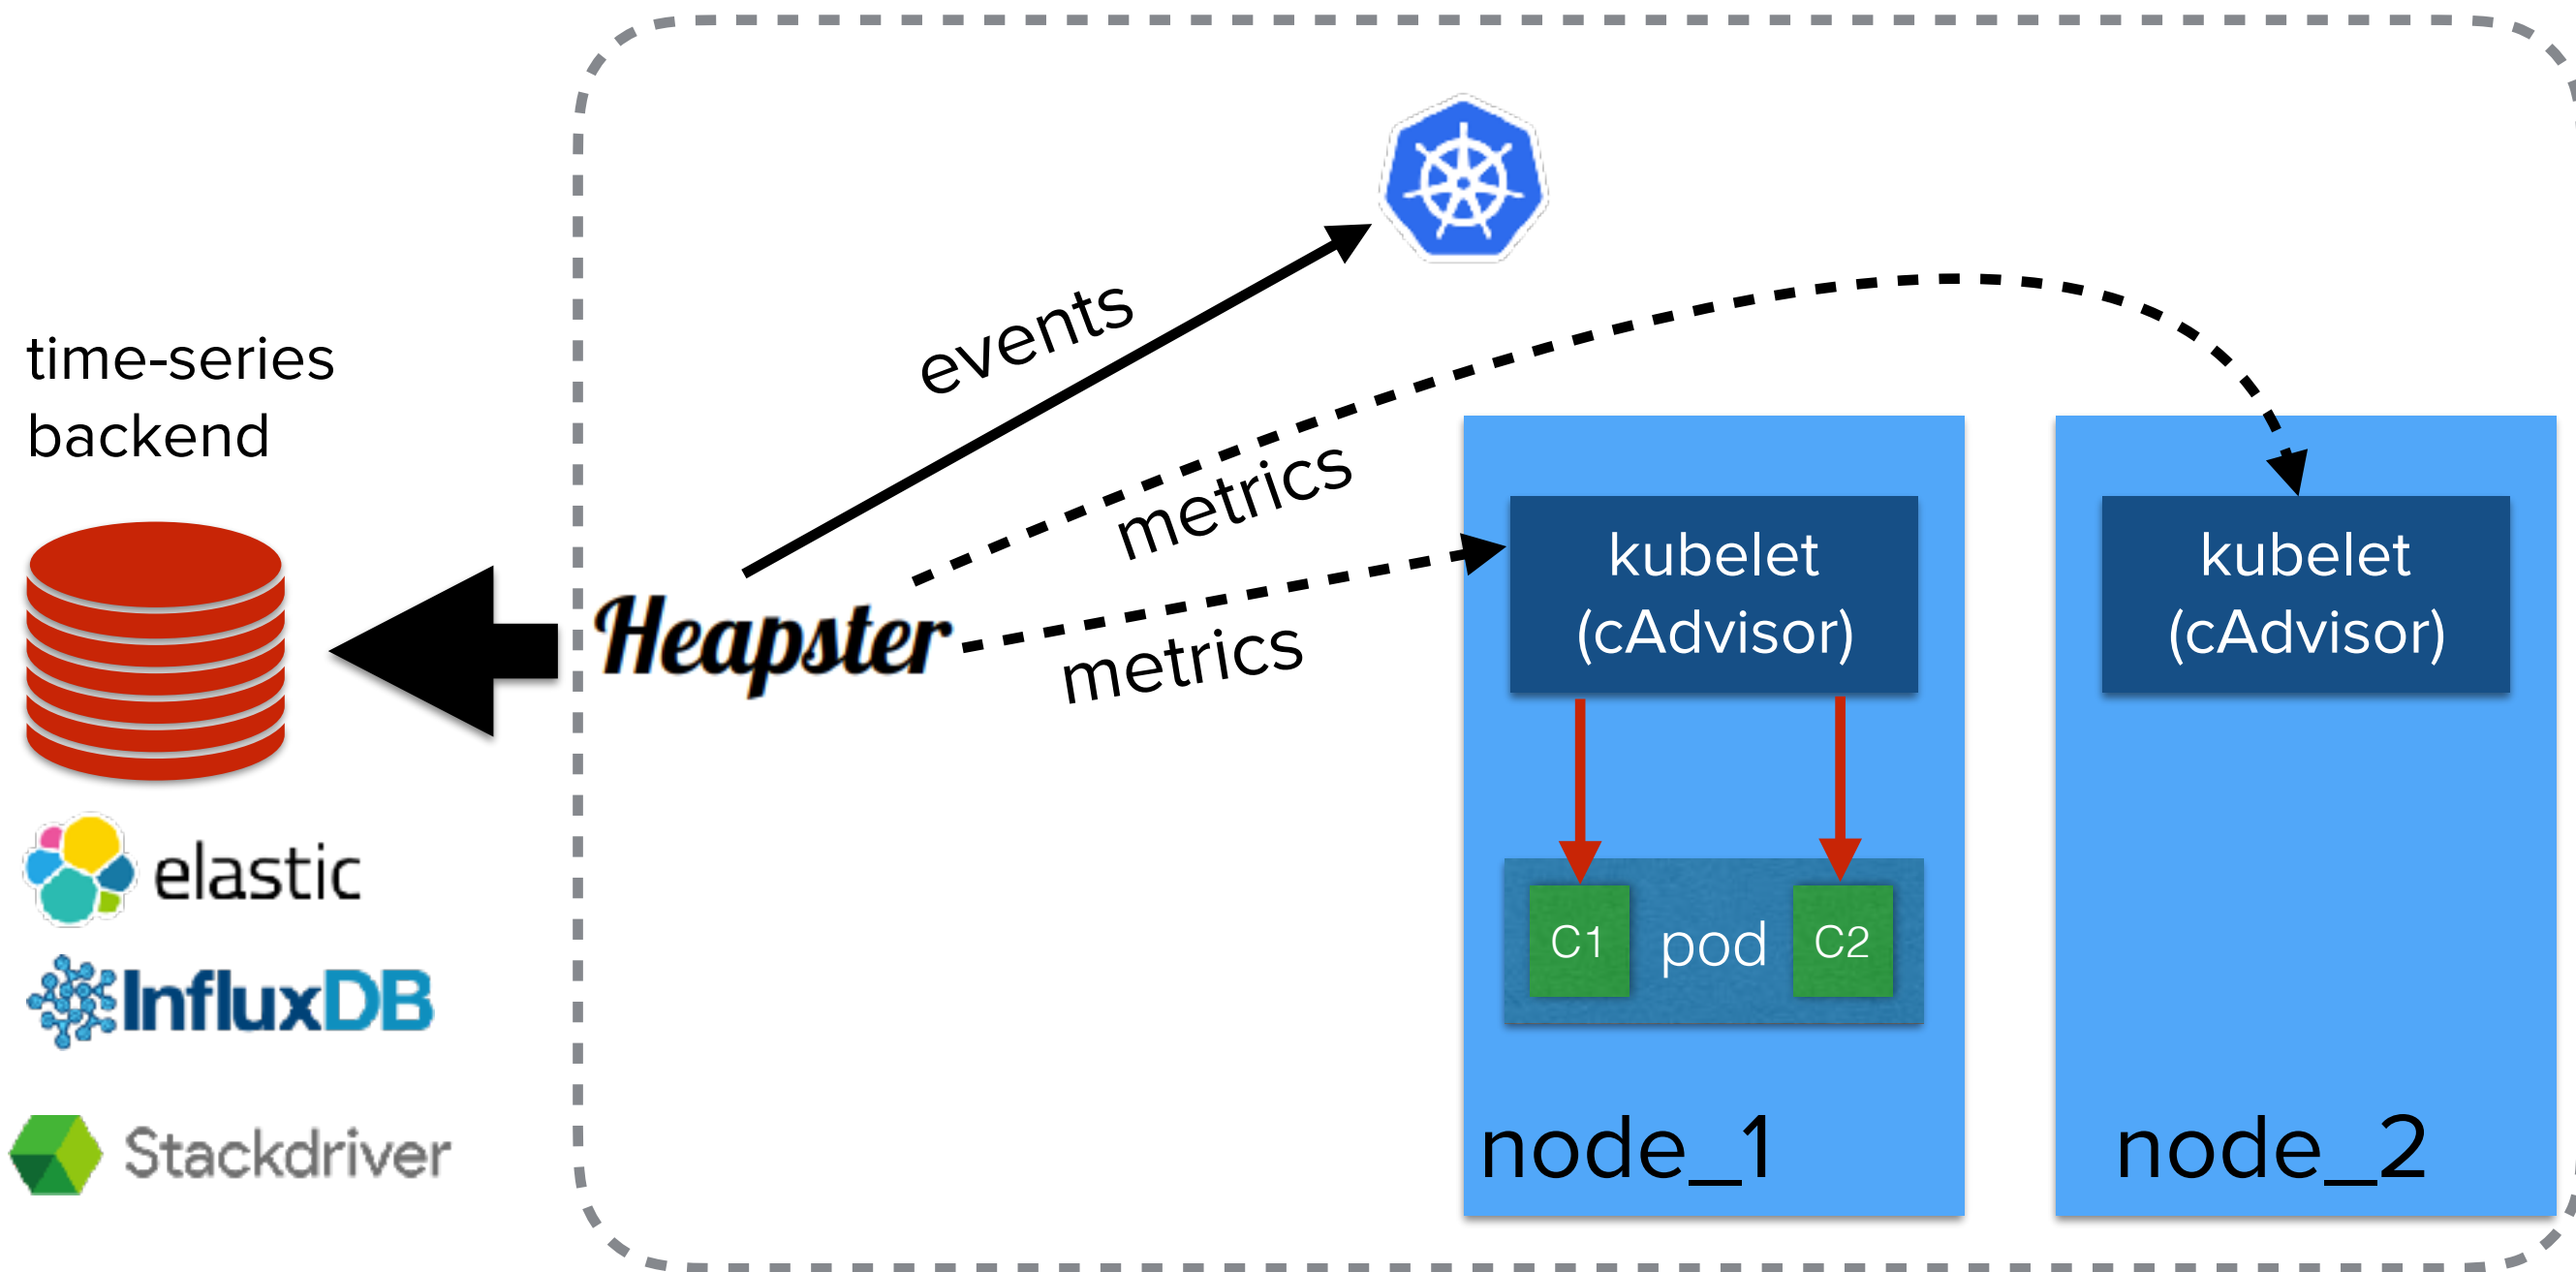 time-series
backend
elastic
InfluxDB
Stackdriver
Heapster
events
metrics
metrics
kubelet
(cAdvisor)
C1
pod
C2
node_1
kubelet
(cAdvisor)
node_2